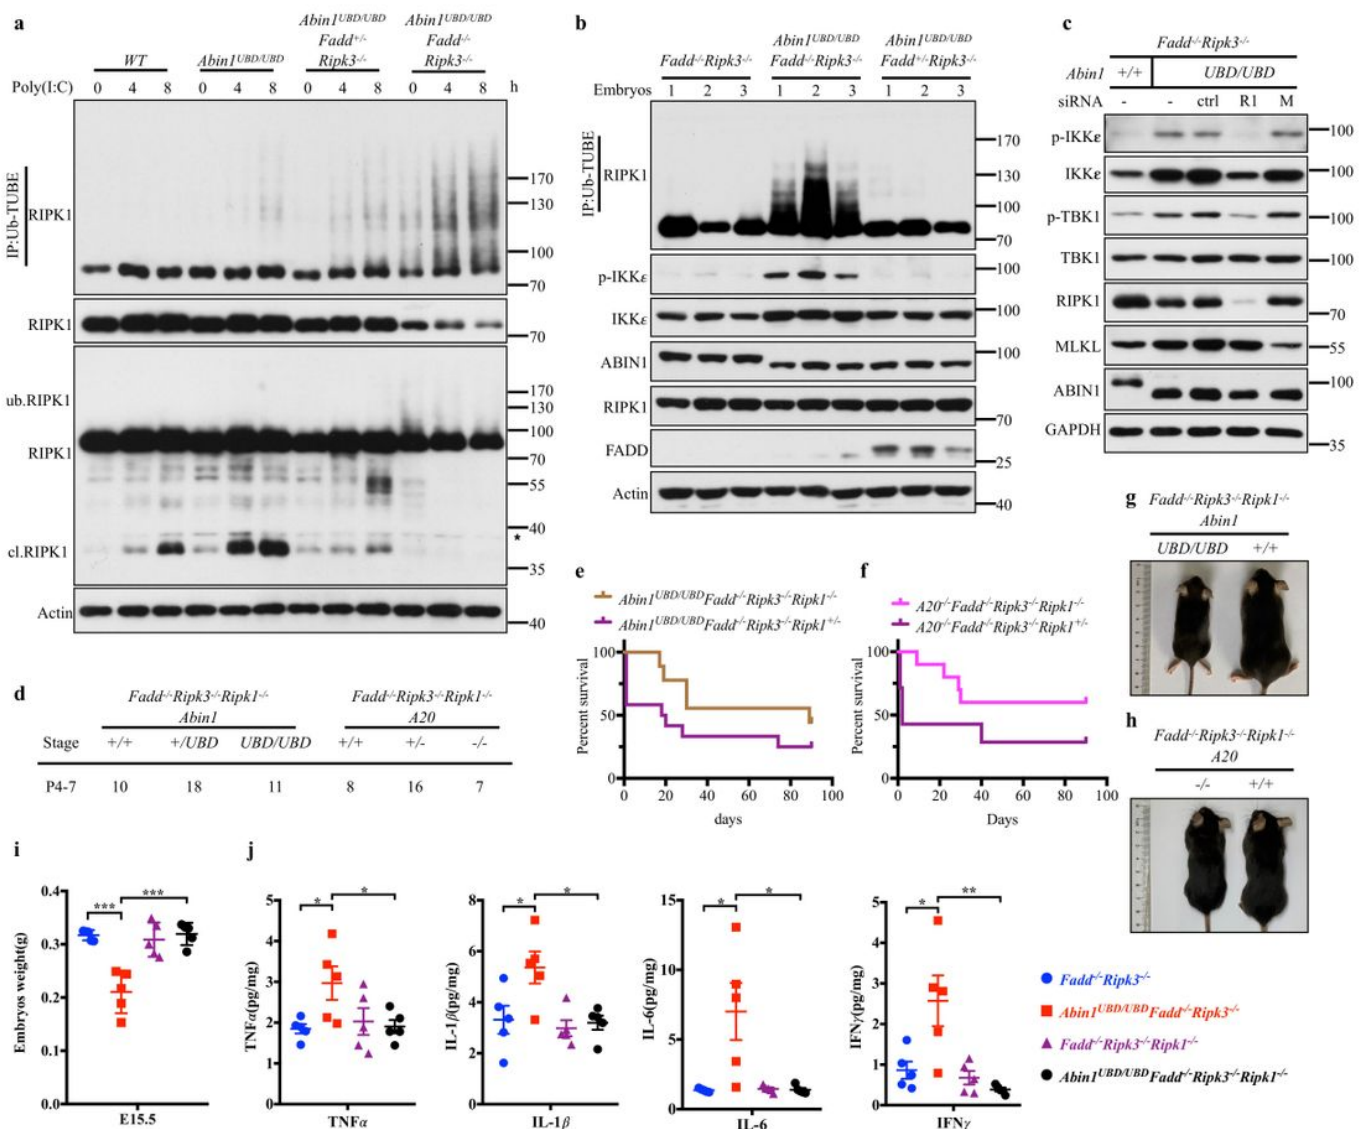 a
Abin1UBD/UBD Abin1UBD/UBD
Fadd+/- Fadd-/-
WT Abin1UBD/UBD Ripk3-/- Ripk3-/-
Poly(I:C) 0 4 8 0 4 8 0 4 8 0 4 8 h
IP:Ub-TUBE
RIPK1
170
130
100
70
RIPK1
70
ub.RIPK1
170
130
100
RIPK1
70
55
40
*
cl.RIPK1
35
Actin
40
b
Abin1UBD/UBD Abin1UBD/UBD
Fadd-/-Ripk3-/- Fadd-/-Ripk3-/- Fadd+/-Ripk3-/-
Embryos 1 2 3 1 2 3 1 2 3
IP:Ub-TUBE
RIPK1
170
130
100
70
p-IKKε
100
IKKε
100
ABIN1
100
RIPK1
70
FADD
25
Actin
40
c
Fadd-/-Ripk3-/-
Abin1 +/+ UBD/UBD
siRNA - - ctrl R1 M
p-IKKε
100
IKKε
100
p-TBK1
100
TBK1
100
RIPK1
70
MLKL
55
ABIN1
100
GAPDH
35
d
Fadd-/-Ripk3-/-Ripk1-/- Fadd-/-Ripk3-/-Ripk1-/-
Abin1 A20
Stage +/+ +/UBD UBD/UBD +/+ +/- -/-
P4-7 10 18 11 8 16 7
e
Abin1UBD/UBDFadd-/-Ripk3-/-Ripk1-/-
Abin1UBD/UBDFadd-/-Ripk3-/-Ripk1+/-
Percent survival
100
50
0
0 20 40 60 80 100
days
f
A20-/-Fadd-/-Ripk3-/-Ripk1-/-
A20-/-Fadd-/-Ripk3-/-Ripk1+/-
Percent survival
100
50
0
0 20 40 60 80 100
Days
g
Fadd-/-Ripk3-/-Ripk1-/-
Abin1
UBD/UBD +/+
h
Fadd-/-Ripk3-/-Ripk1-/-
A20
-/- +/+
i
Embryos weight(g)
0.4
0.3
0.2
0.1
0.0
*** ***
E15.5
j
TNFα(pg/mg)
5
4
3
2
1
0
* *
TNFα
IL-1β(pg/mg)
8
6
4
2
0
* *
IL-1β
IL-6(pg/mg)
15
10
5
0
* *
IL-6
IFNγ(pg/mg)
5
4
3
2
1
0
* **
IFNγ
Fadd-/-Ripk3-/-
Abin1UBD/UBDFadd-/-Ripk3-/-
Fadd-/-Ripk3-/-Ripk1-/-
Abin1UBD/UBDFadd-/-Ripk3-/-Ripk1-/-